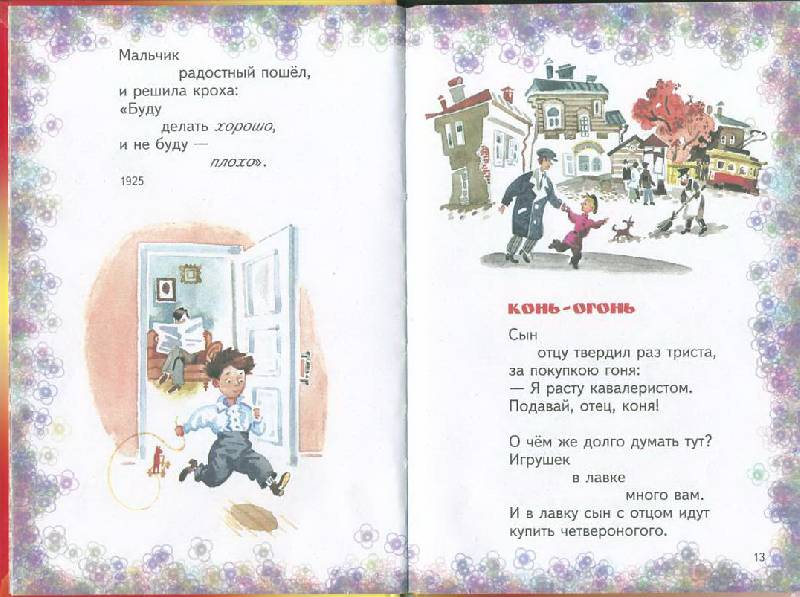 Мальчик
радостный пошёл,
и решила кроха:
«Буду
делать хорошо,
и не буду —
плохо».
1925
КОНЬ-ОГОНЬ
Сын
отцу твердил раз триста,
за покупкою гоня:
— Я расту кавалеристом.
Подавай, отец, коня!
О чём же долго думать тут?
Игрушек
в лавке
много вам.
И в лавку сын с отцом идут
купить четвероногого.
13